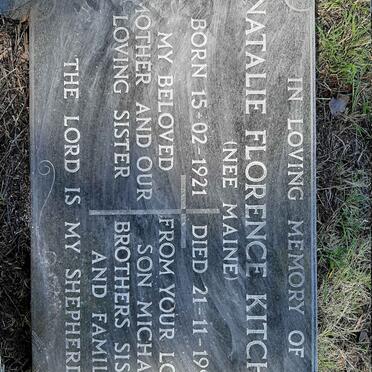 IN LOVING MEMORY OF
NATALIE FLORENCE KITCH
(NEE MAINE)
BORN 15-02-1921 DIED 21-11-19
MY BELOVED FROM YOUR LO
MOTHER AND OUR SON MICHA
LOVING SISTER BROTHERS SIS
AND FAMIL
THE LORD IS MY SHEPHER